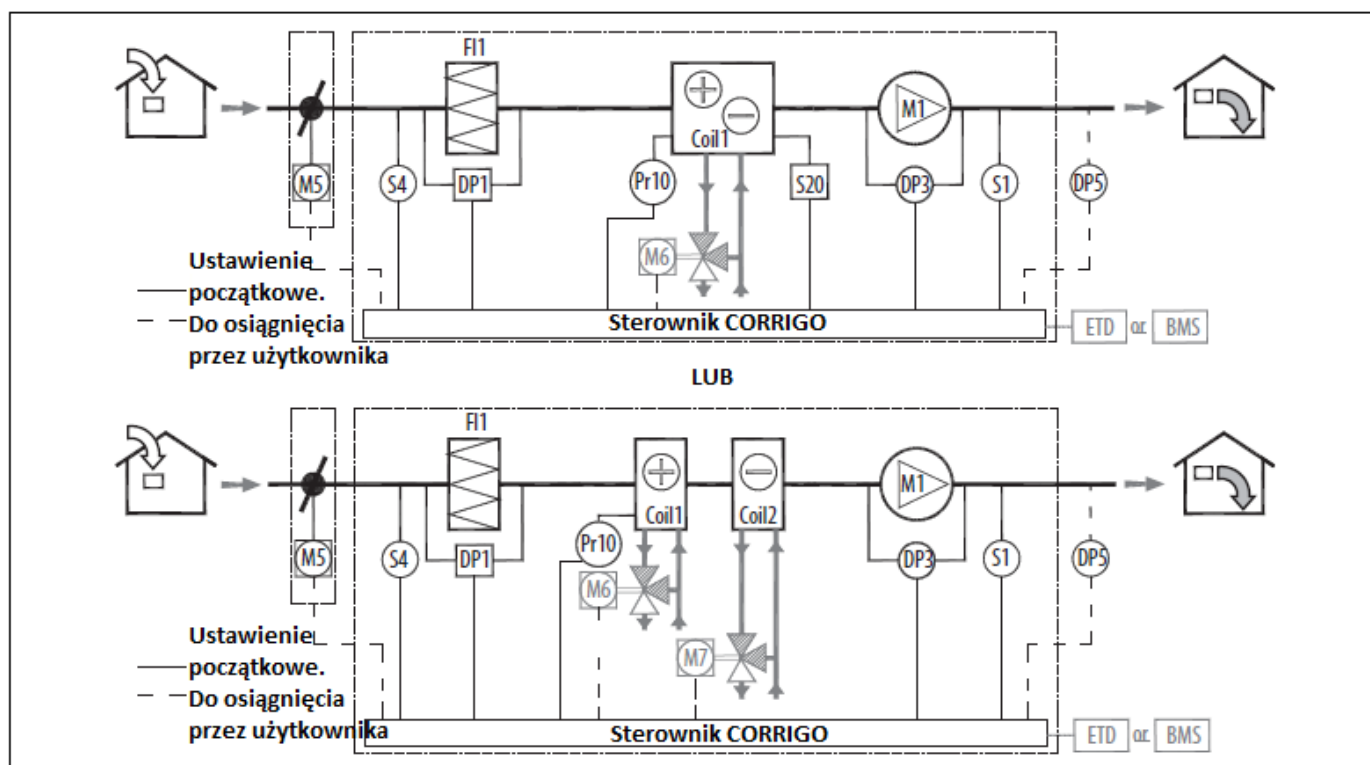 FI1
M1
Coil1
M5
S4
DP1
Pr10
S20
DP3
S1
DP5
M6
Ustawienie
początkowe.
Do osiągnięcia
przez użytkownika
Sterownik CORRIGO
ETD or BMS
LUB
FI1
M1
Coil1
Coil2
M5
S4
DP1
Pr10
DP3
S1
DP5
M6
M7
Ustawienie
początkowe.
Do osiągnięcia
przez użytkownika
Sterownik CORRIGO
ETD or BMS